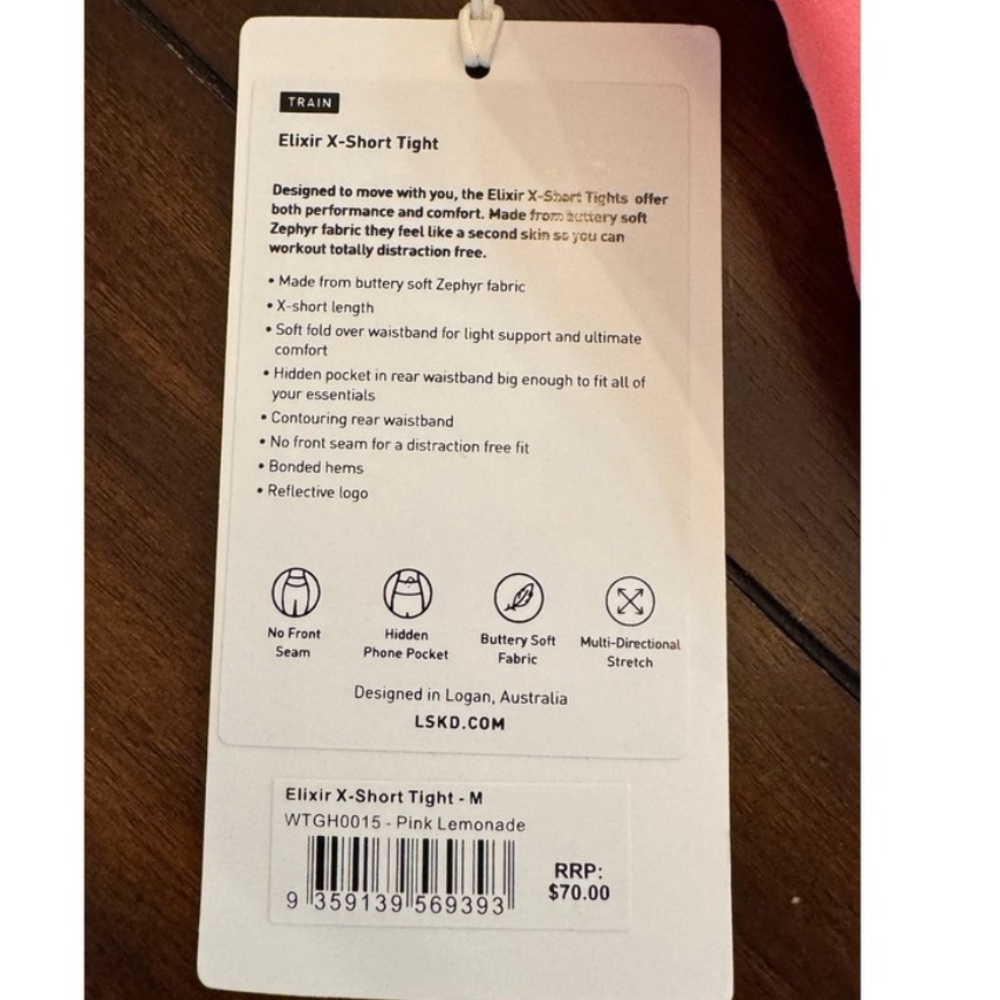 TRAIN
Elixir X-Short Tight
Designed to move with you, the Elixir X-Short Tights offer
both performance and comfort. Made from buttery soft
Zephyr fabric they feel like a second skin so you can
workout totally distraction free.
• Made from buttery soft Zephyr fabric
• X-short length
• Soft fold over waistband for light support and ultimate
comfort
• Hidden pocket in rear waistband big enough to fit all of
your essentials
• Contouring rear waistband
• No front seam for a distraction free fit
• Bonded hems
• Reflective logo
No Front
Seam
Hidden
Phone Pocket
Buttery Soft
Fabric
Multi-Directional
Stretch
Designed in Logan, Australia
LSKD.COM
Elixir X-Short Tight - M
WTGH0015 - Pink Lemonade
RRP:
$70.00
9 359139 569393